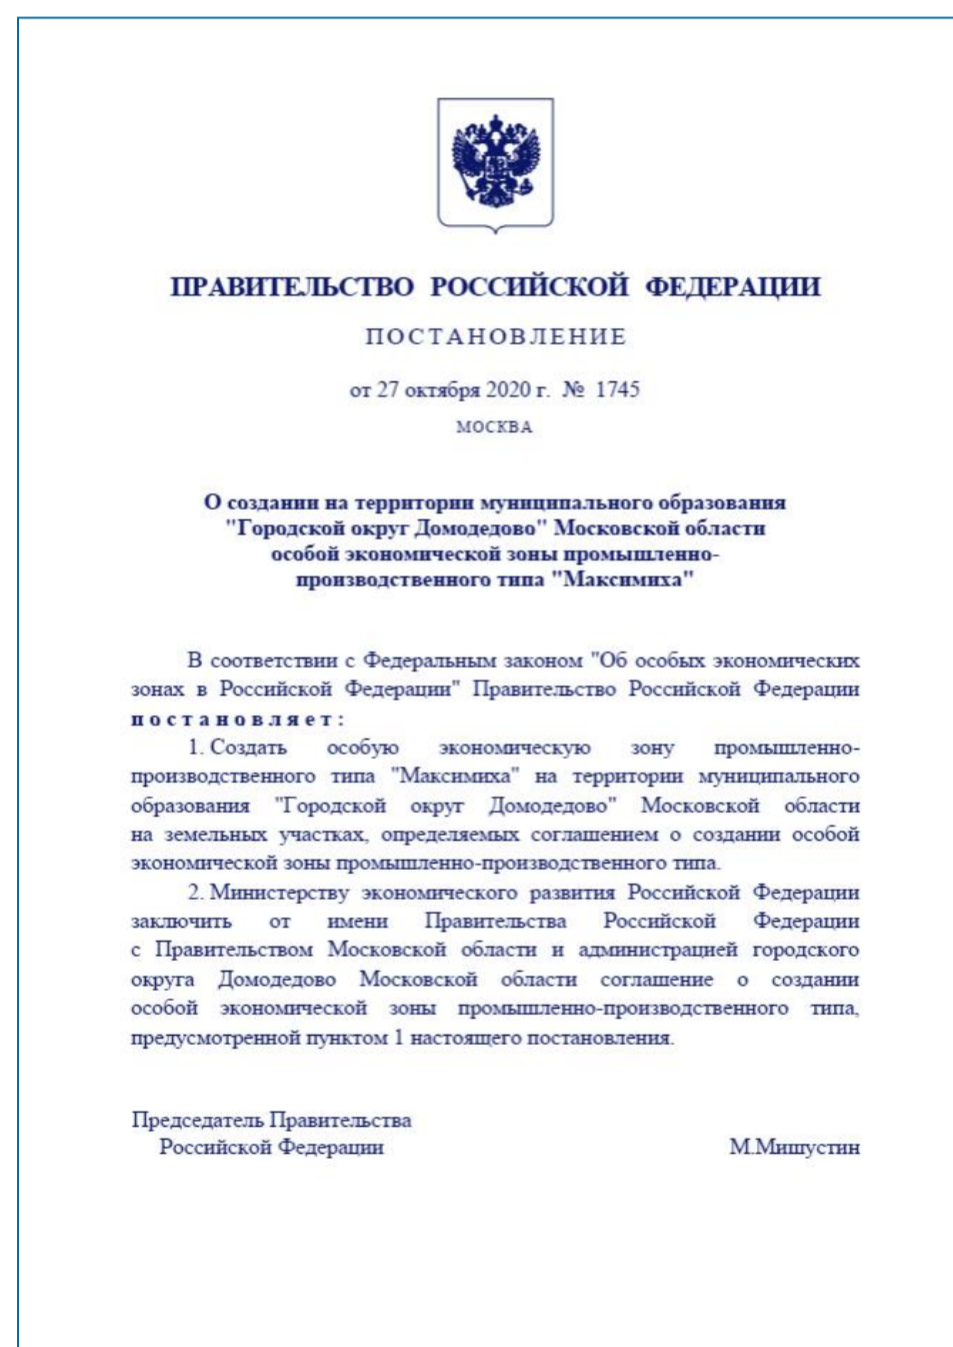 ПРАВИТЕЛЬСТВО РОССИЙСКОЙ ФЕДЕРАЦИИ
ПОСТАНОВЛЕНИЕ
от 27 октября 2020 г. № 1745
МОСКВА
О создании на территории муниципального образования
"Городской округ Домодедово" Московской области
особой экономической зоны промышленно-
производственного типа "Максимиха"
В соответствии с Федеральным законом "Об особых экономических
зонах в Российской Федерации" Правительство Российской Федерации
постановляет:
1. Создать особую экономическую зону промышленно-
производственного типа "Максимиха" на территории муниципального
образования "Городской округ Домодедово" Московской области
на земельных участках, определяемых соглашением о создании особой
экономической зоны промышленно-производственного типа.
2. Министерству экономического развития Российской Федерации
заключить от имени Правительства Российской Федерации
с Правительством Московской области и администрацией городского
округа Домодедово Московской области соглашение о создании
особой экономической зоны промышленно-производственного типа,
предусмотренной пунктом 1 настоящего постановления.
Председатель Правительства
Российской Федерации М.Мишустин